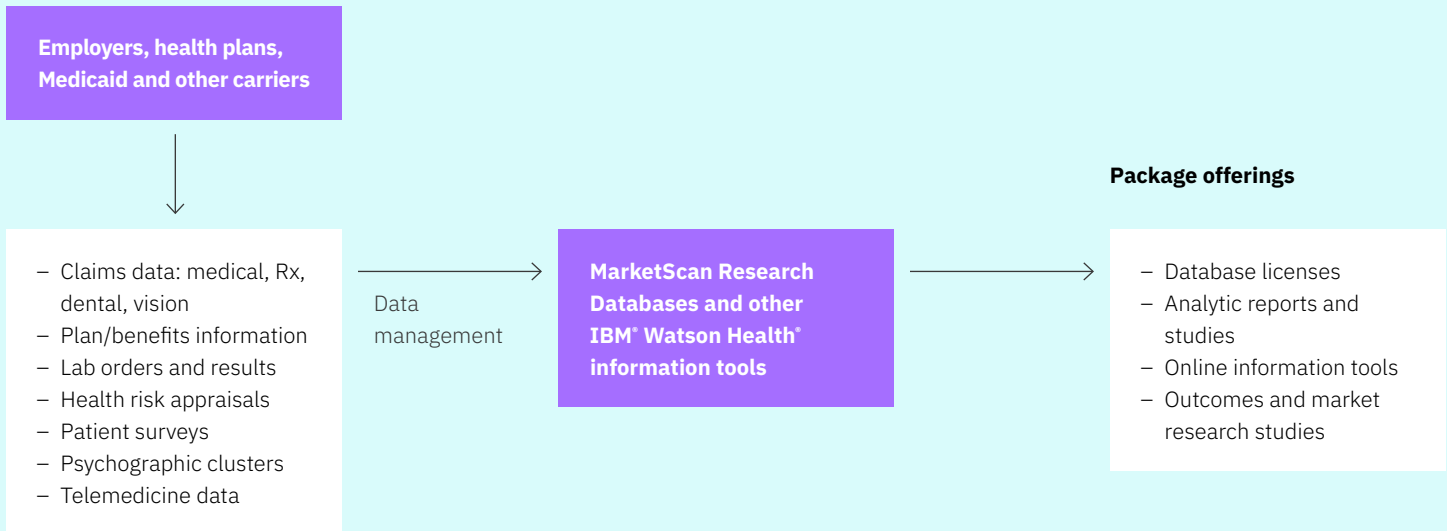 Employers, health plans,
Medicaid and other carriers
– Claims data: medical, Rx,
dental, vision
– Plan/benefits information
– Lab orders and results
– Health risk appraisals
– Patient surveys
– Psychographic clusters
– Telemedicine data
Data
management
MarketScan Research
Databases and other
IBM® Watson Health®
information tools
Package offerings
– Database licenses
– Analytic reports and
studies
– Online information tools
– Outcomes and market
research studies